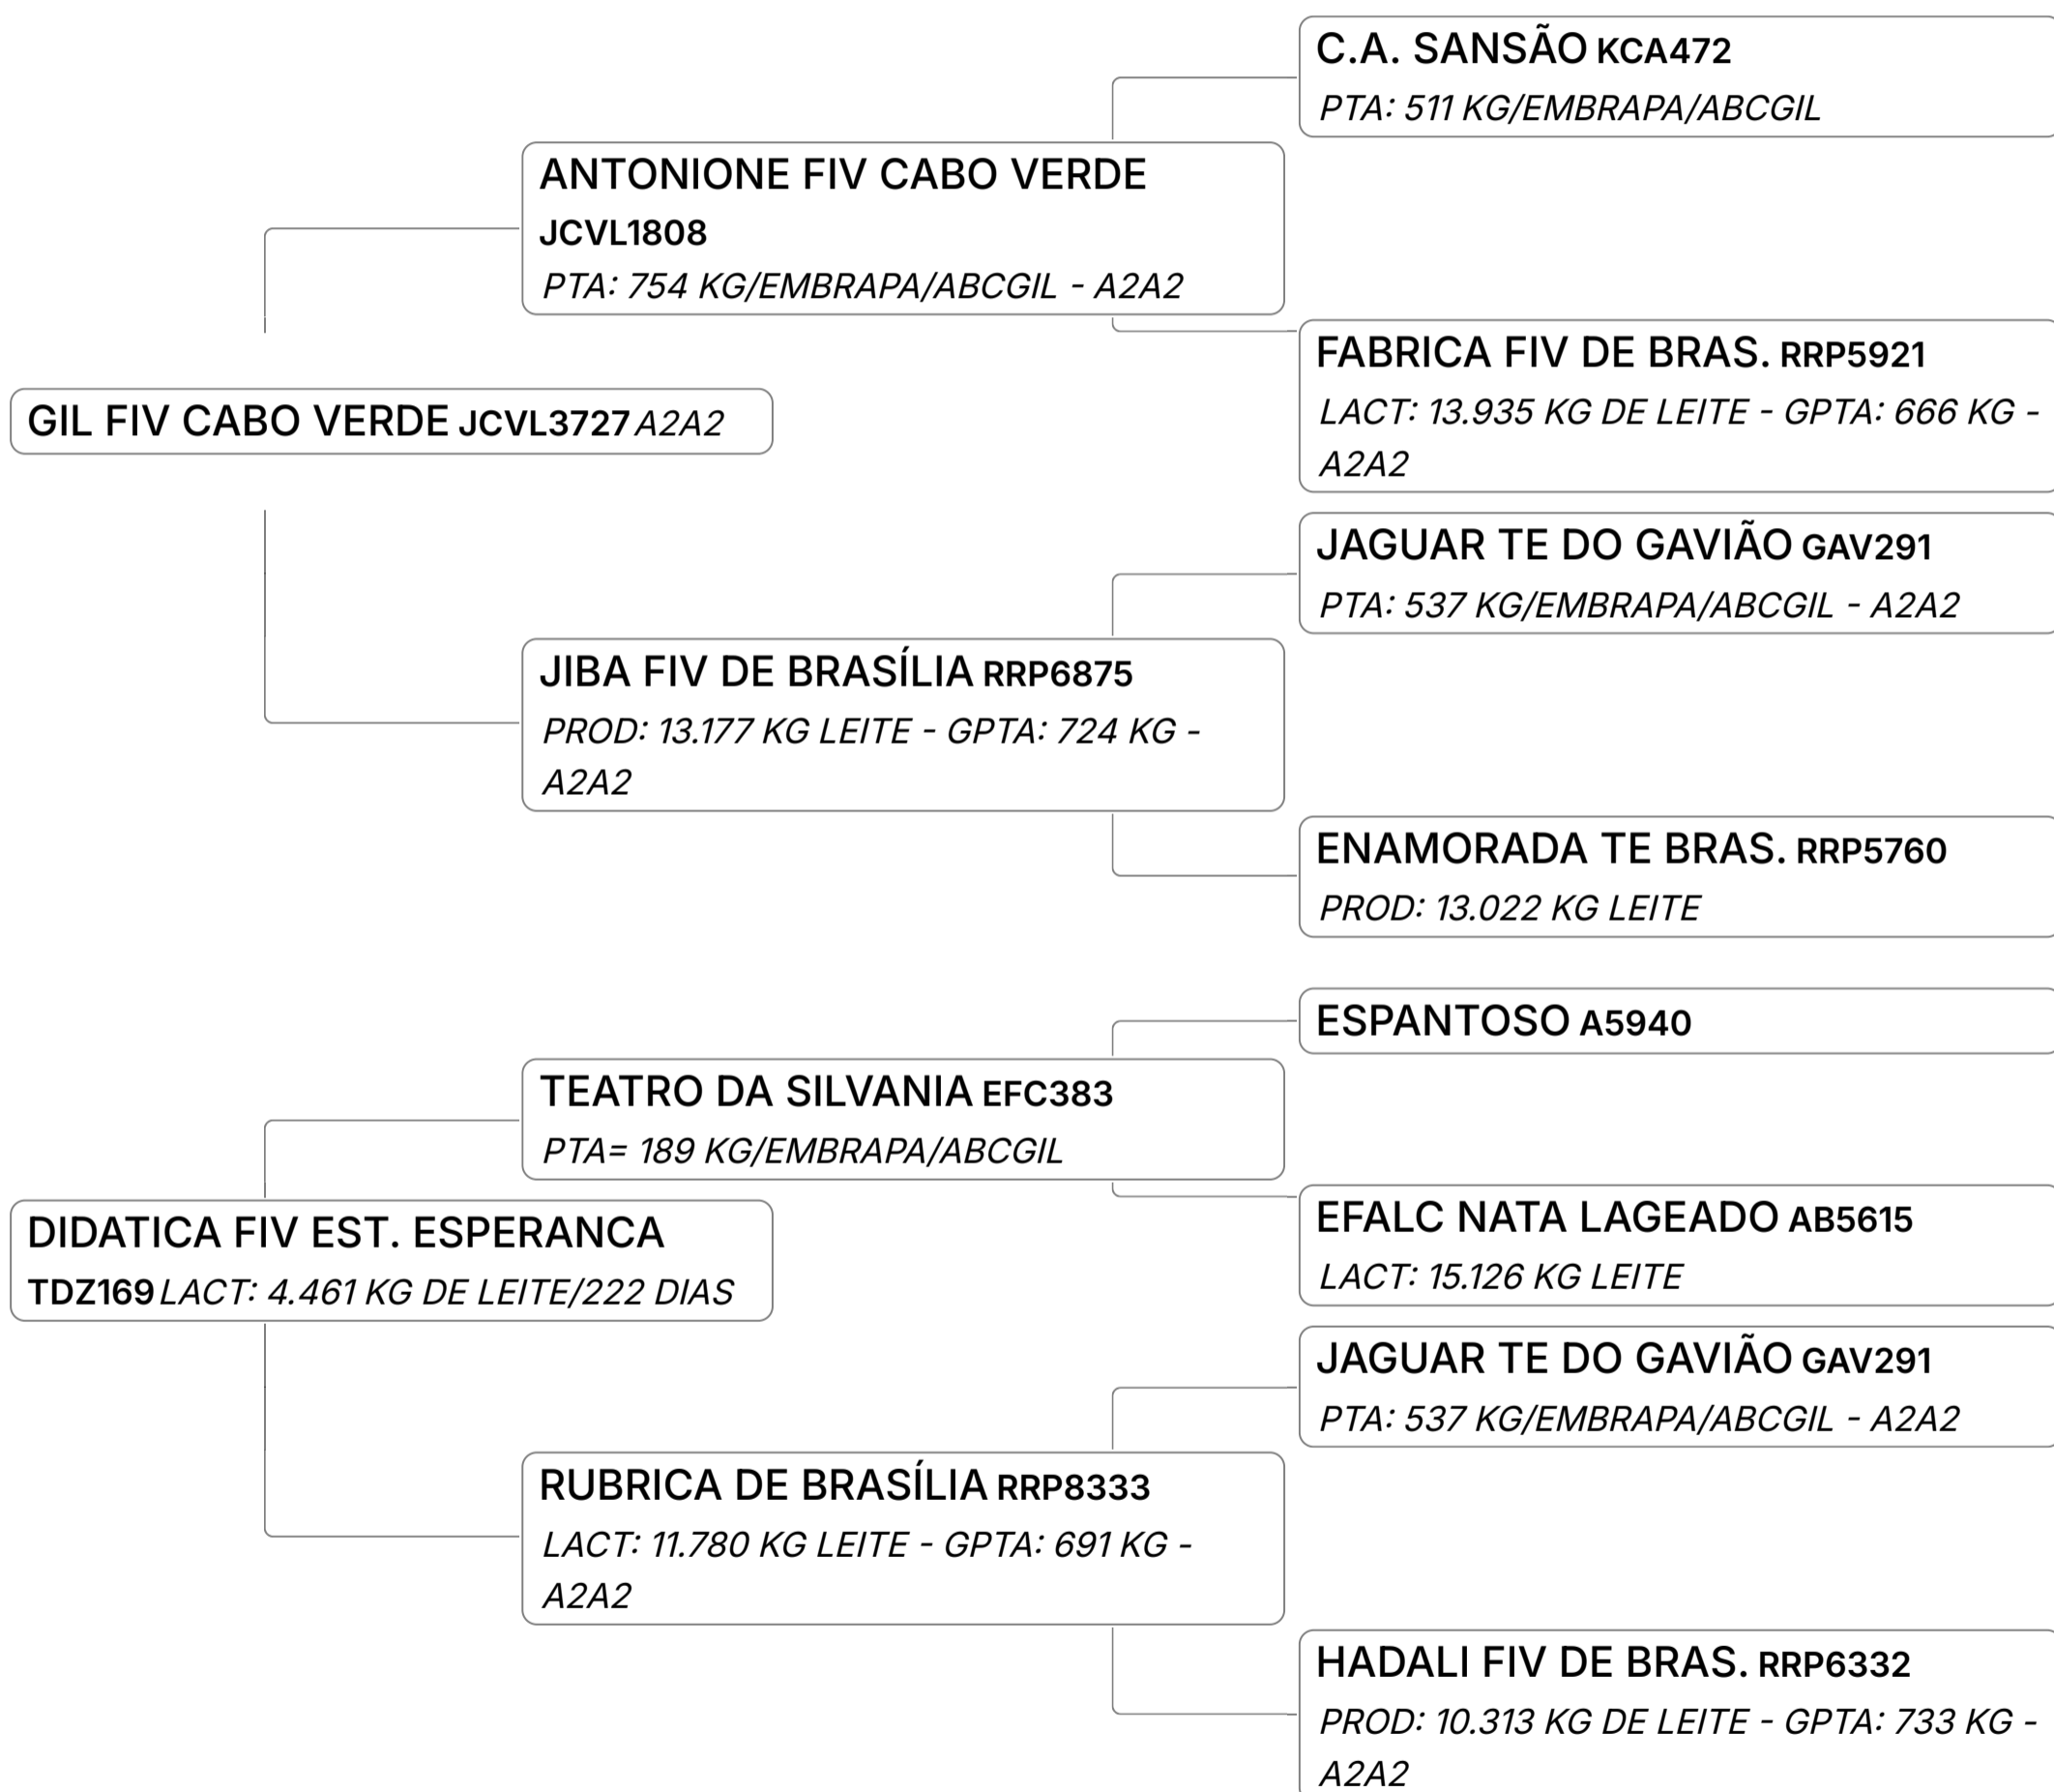 C.A. SANSÃO KCA472
PTA: 511 KG/EMBRAPA/ABCGIL
ANTONIONE FIV CABO VERDE
JCVL1808
PTA: 754 KG/EMBRAPA/ABCGIL - A2A2
FABRICA FIV DE BRAS. RRP5921
LACT: 13.935 KG DE LEITE - GPTA: 666 KG -
A2A2
GIL FIV CABO VERDE JCVL3727 A2A2
JAGUAR TE DO GAVIÃO GAV291
PTA: 537 KG/EMBRAPA/ABCGIL - A2A2
JIBA FIV DE BRASÍLIA RRP6875
PROD: 13.177 KG LEITE - GPTA: 724 KG -
A2A2
ENAMORADA TE BRAS. RRP5760
PROD: 13.022 KG LEITE
ESPANTOSO A5940
TEATRO DA SILVANIA EFC383
PTA= 189 KG/EMBRAPA/ABCGIL
EFALC NATA LAGEADO AB5615
LACT: 15.126 KG LEITE
DIDATICA FIV EST. ESPERANCA
TDZ169 LACT: 4.461 KG DE LEITE/222 DIAS
JAGUAR TE DO GAVIÃO GAV291
PTA: 537 KG/EMBRAPA/ABCGIL - A2A2
RUBRICA DE BRASÍLIA RRP8333
LACT: 11.780 KG LEITE - GPTA: 691 KG -
A2A2
HADALI FIV DE BRAS. RRP6332
PROD: 10.313 KG DE LEITE - GPTA: 733 KG -
A2A2